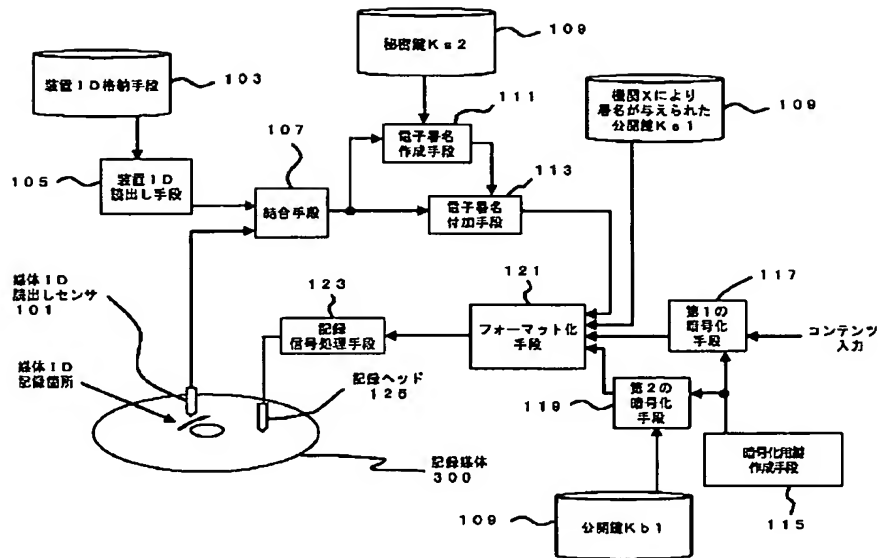 109
秘密鍵Ks2
103
装置ID格納手段
111
機関Xにより
署名が与えられた
公開鍵Ks1
109
107
電子署名
作成手段
113
105
装置ID
読出し手段
結合手段
電子署名
付加手段
媒体ID
読出しセンサ
101
123
121
117
記録
信号処理手段
フォーマット化
手段
第1の
暗号化
手段
コンテンツ
入力
媒体ID
記録箇所
記録ヘッド
125
119
第2の
暗号化
手段
記録媒体
300
暗号化用鍵
作成手段
109
公開鍵Kb1
115